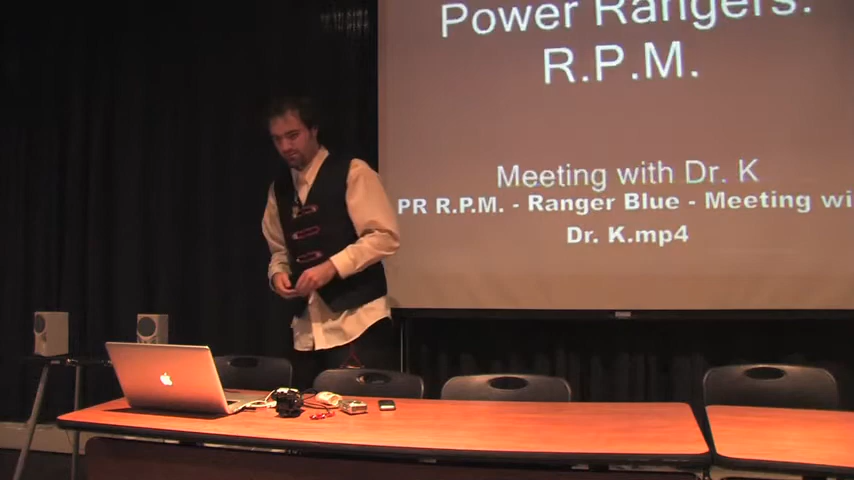 Power Rangers:
R.P.M.
Meeting with Dr. K
PR R.P.M. - Ranger Blue - Meeting wi
Dr. K.mp4